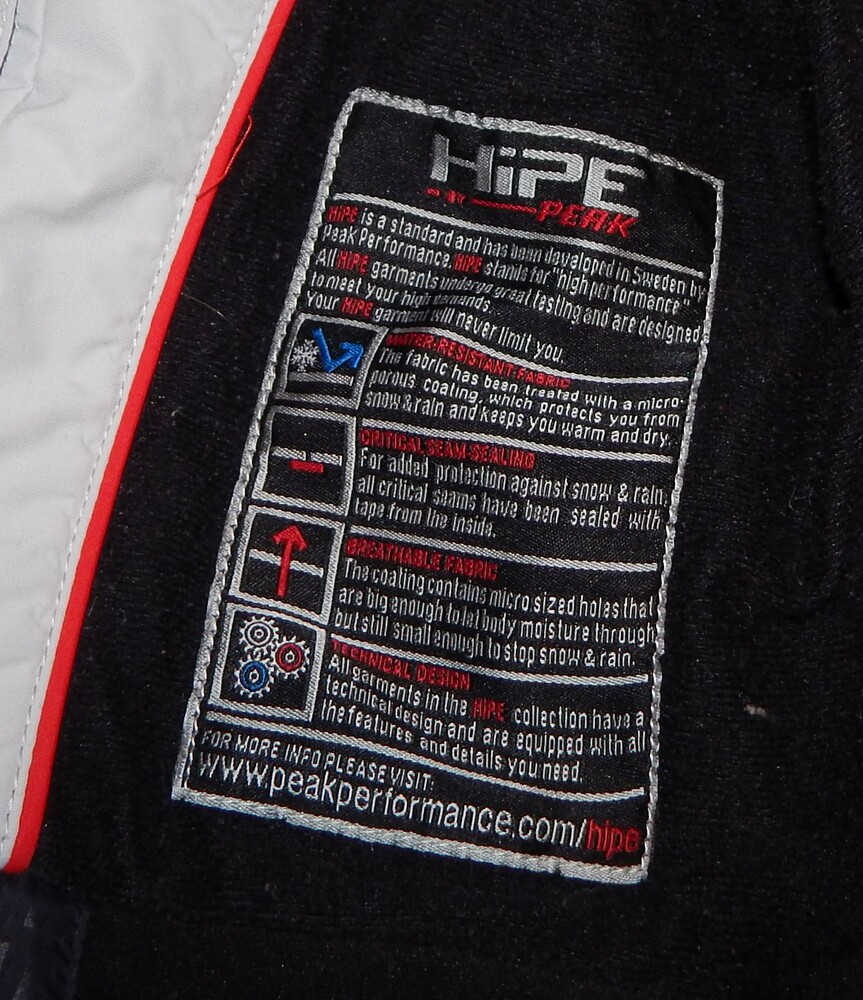 HiPE
BY PEAK
HIPE is a standard and has been developed in Sweden by
Peak Performance. HIPE stands for "high performance".
All HIPE garments undergo great testing and are designed
to meet your high demands.
Your HIPE garment will never limit you.
WATER-RESISTANT-FABRIC
The fabric has been treated with a micro-
porous coating, which protects you from
snow & rain and keeps you warm and dry.
CRITICAL SEAM SEALING
For added protection against snow & rain,
all critical seams have been sealed with
tape from the inside.
BREATHABLE FABRIC
The coating contains micro sized holes that
are big enough to let body moisture through
but still small enough to stop snow & rain.
TECHNICAL DESIGN
All garments in the HIPE collection have a
technical design and are equipped with all
the features and details you need.
FOR MORE INFO PLEASE VISIT:
www.peakperformance.com/hipe